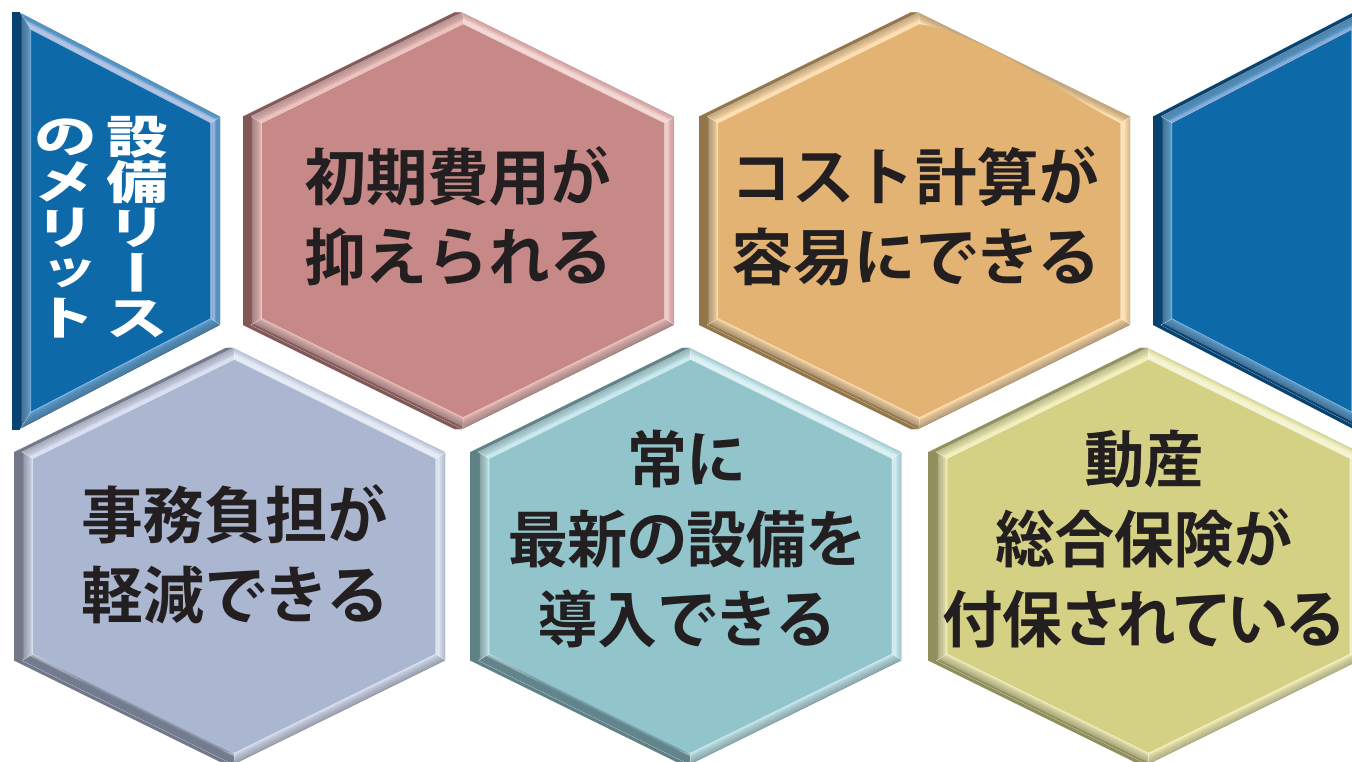 設備リース
のメリット
初期費用が
抑えられる
コスト計算が
容易にできる
事務負担が
軽減できる
常に
最新の設備を
導入できる
動産
総合保険が
付保されている